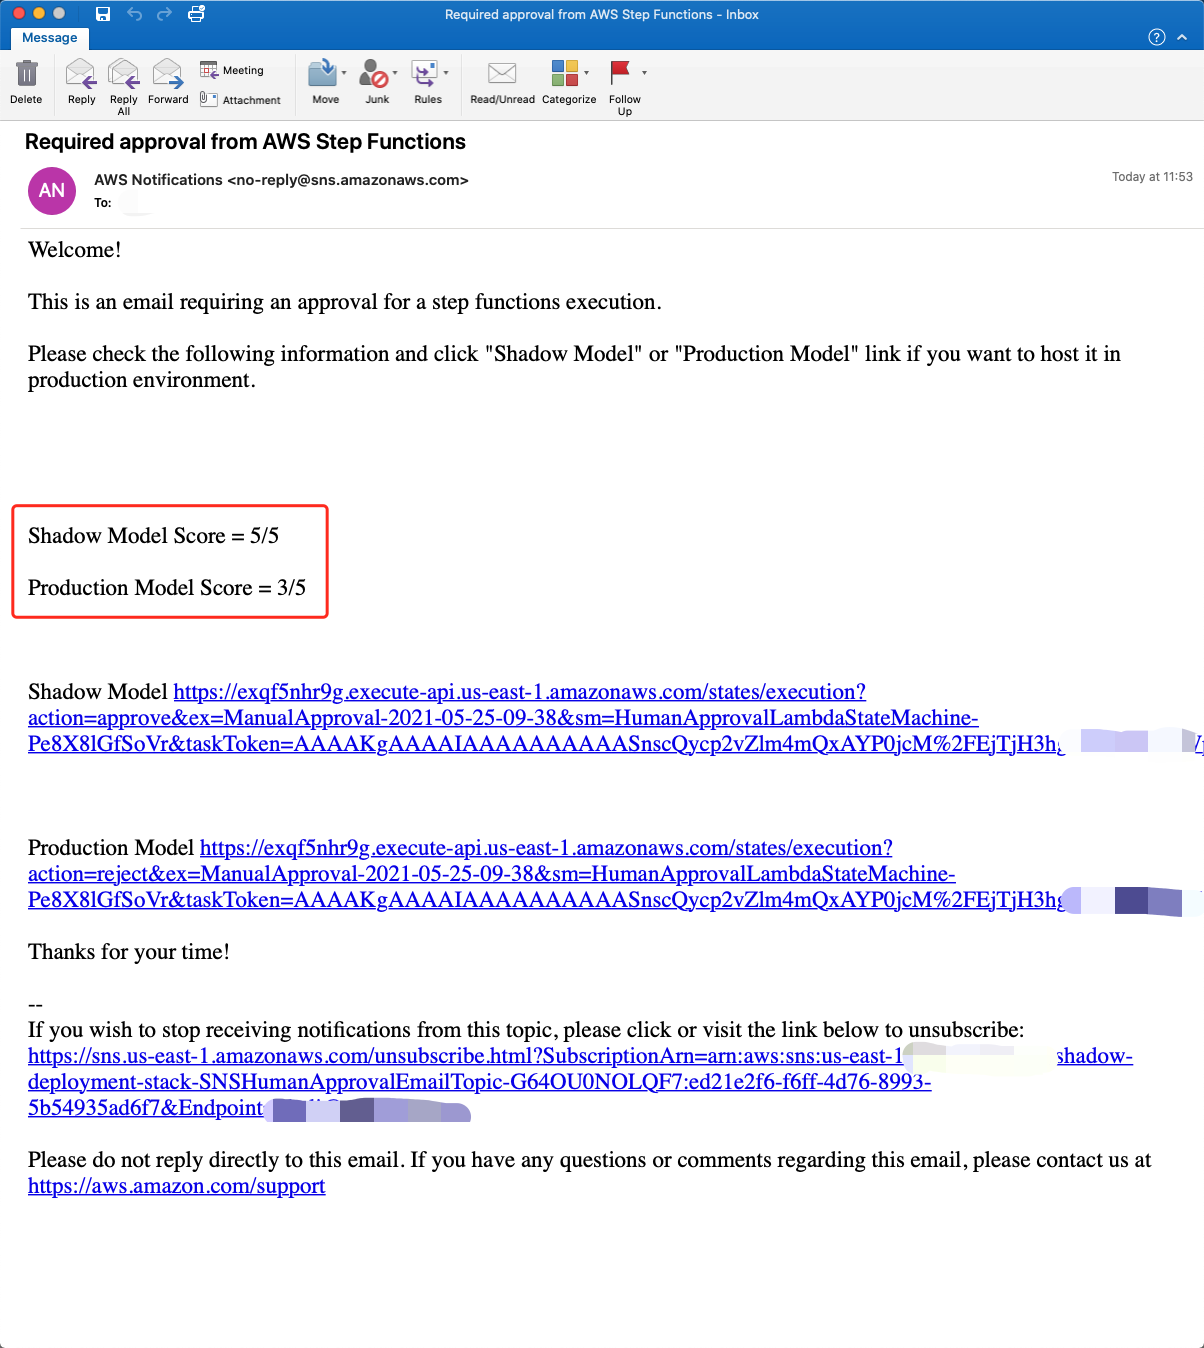 Required approval from AWS Step Functions - Inbox
Message
Delete
Reply
Reply All
Forward
Meeting
Attachment
Move
Junk
Rules
Read/Unread
Categorize
Follow Up
Required approval from AWS Step Functions
AN
AWS Notifications <no-reply@sns.amazonaws.com>
Today at 11:53
To:
Welcome!
This is an email requiring an approval for a step functions execution.
Please check the following information and click "Shadow Model" or "Production Model" link if you want to host it in
production environment.
Shadow Model Score = 5/5
Production Model Score = 3/5
Shadow Model https://exqf5nhr9g.execute-api.us-east-1.amazonaws.com/states/execution?
action=approve&ex=ManualApproval-2021-05-25-09-38&sm=HumanApprovalLambdaStateMachine-
Pe8X8lGfSoVr&taskToken=AAAAKgAAAAIAAAAAAAAAASnscQycp2vZlm4mQxAYP0jcM%2FEjTjH3hg
Production Model https://exqf5nhr9g.execute-api.us-east-1.amazonaws.com/states/execution?
action=reject&ex=ManualApproval-2021-05-25-09-38&sm=HumanApprovalLambdaStateMachine-
Pe8X8lGfSoVr&taskToken=AAAAKgAAAAIAAAAAAAAAASnscQycp2vZlm4mQxAYP0jcM%2FEjTjH3hg
Thanks for your time!
--
If you wish to stop receiving notifications from this topic, please click or visit the link below to unsubscribe:
https://sns.us-east-1.amazonaws.com/unsubscribe.html?SubscriptionArn=arn:aws:sns:us-east-1 shadow-
deployment-stack-SNSHumanApprovalEmailTopic-G64OU0NOLQF7:ed21e2f6-f6ff-4d76-8993-
5b54935ad6f7&Endpoint
Please do not reply directly to this email. If you have any questions or comments regarding this email, please contact us at
https://aws.amazon.com/support